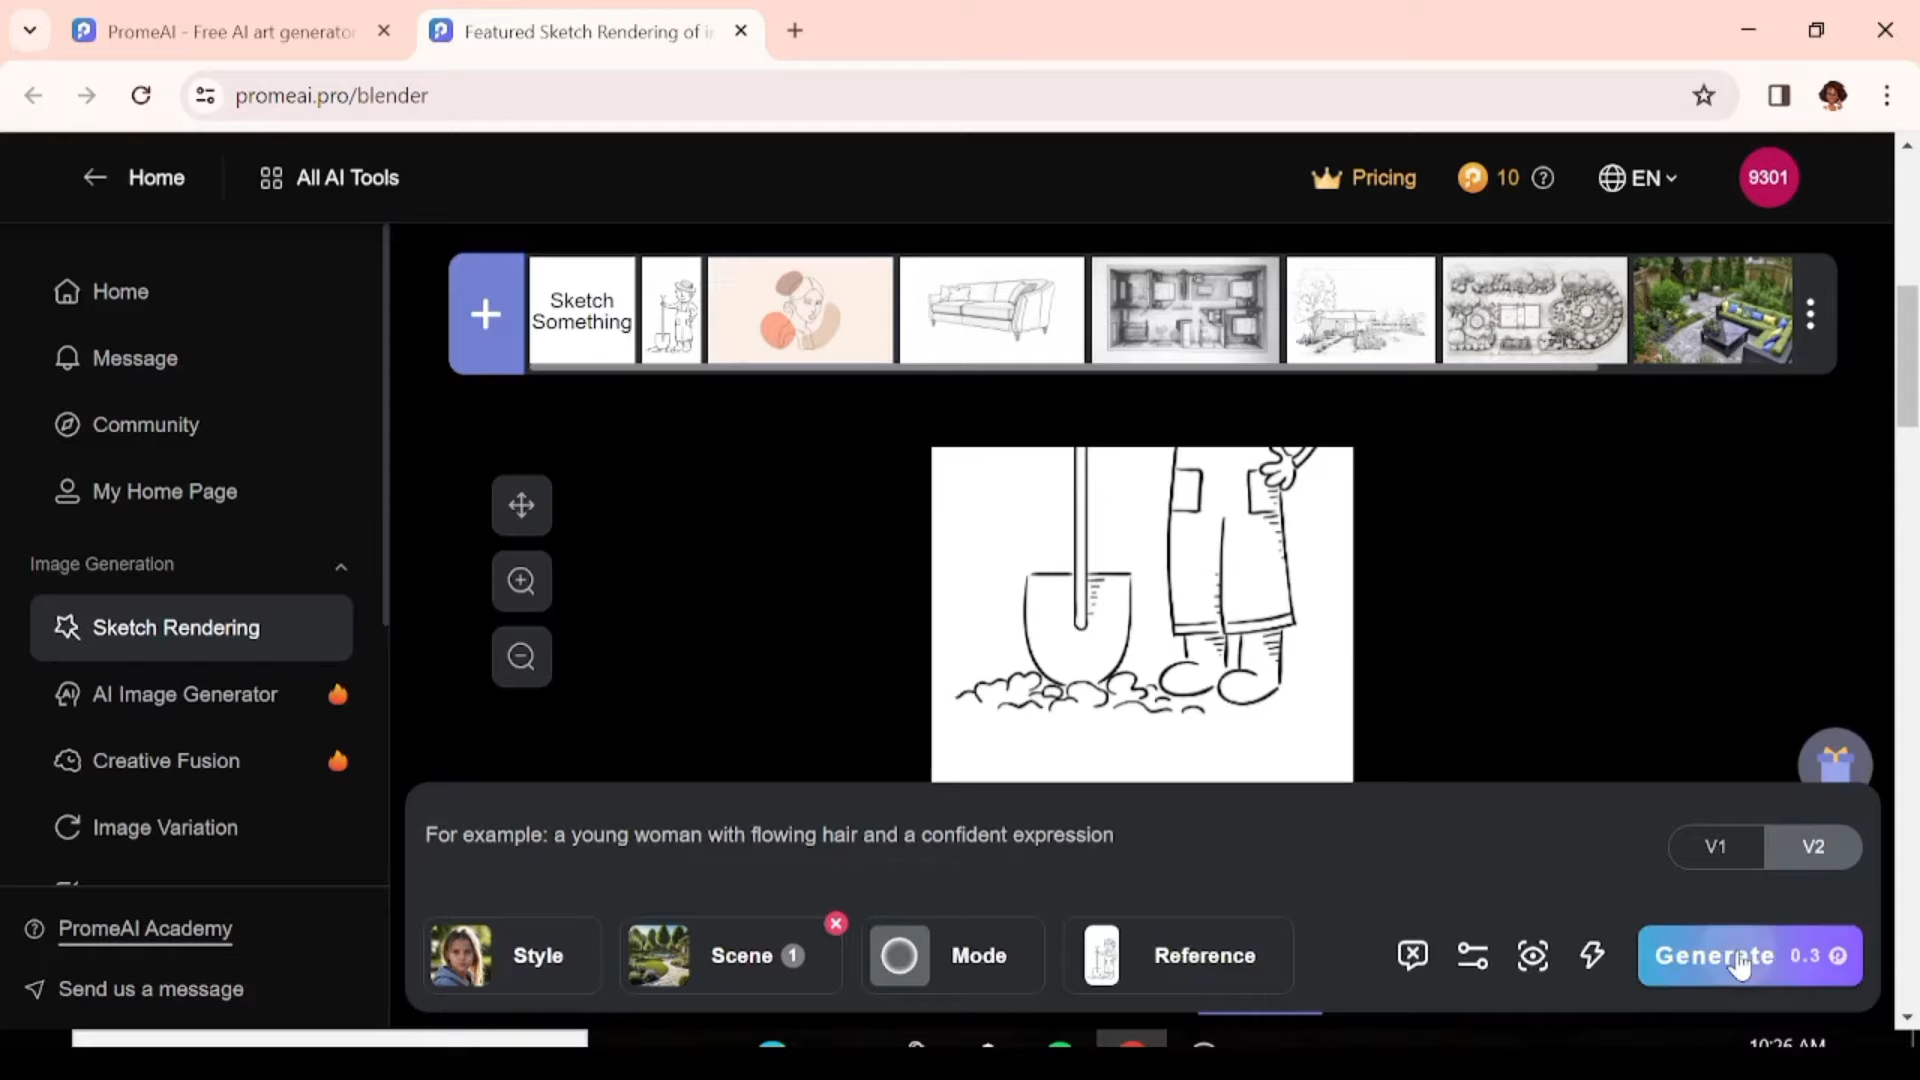 PromeAI - Free AI art generator
Featured Sketch Rendering of i
promeai.pro/blender
Home
All AI Tools
Pricing
10
EN
9301
Home
Message
Community
My Home Page
Image Generation
Sketch Rendering
AI Image Generator
Creative Fusion
Image Variation
PromeAI Academy
Send us a message
Sketch
Something
For example: a young woman with flowing hair and a confident expression
V1
V2
Style
Scene 1
Mode
Reference
Generate 0.3
10:26 AM